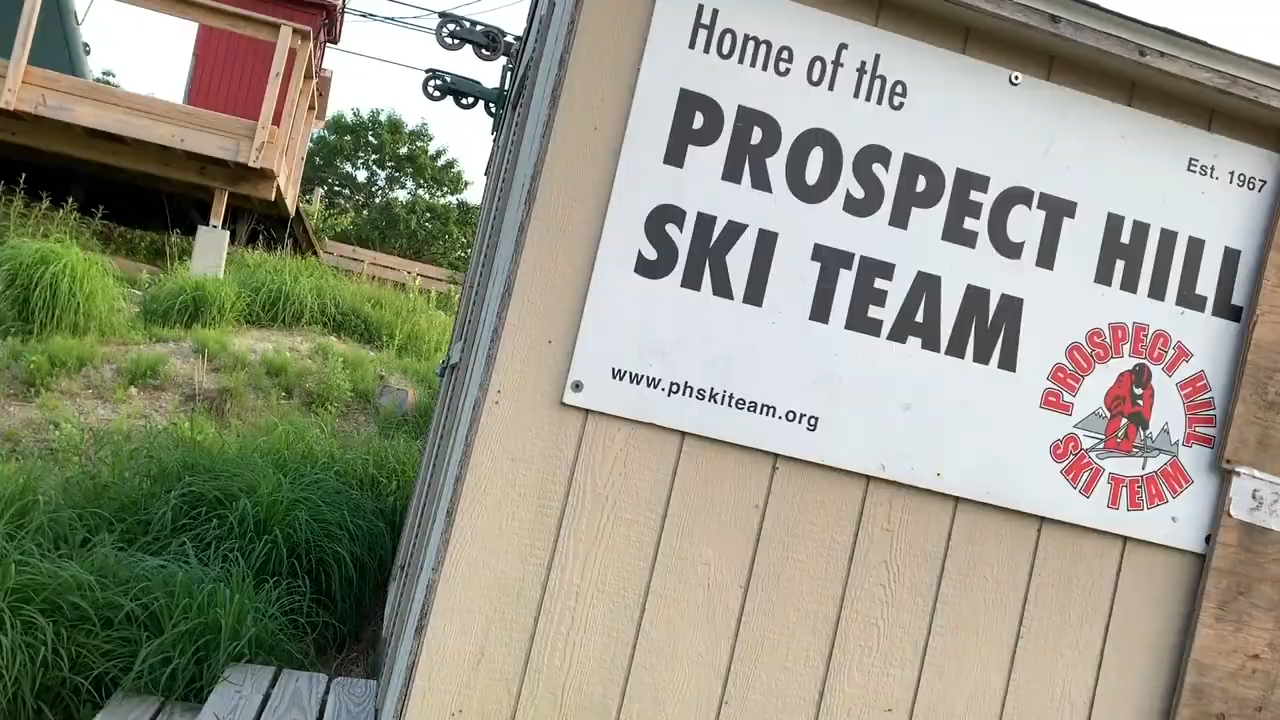 Home of the
Est. 1967
PROSPECT HILL
SKI TEAM
www.phskiteam.org
PROSPECT HILL
SKI TEAM